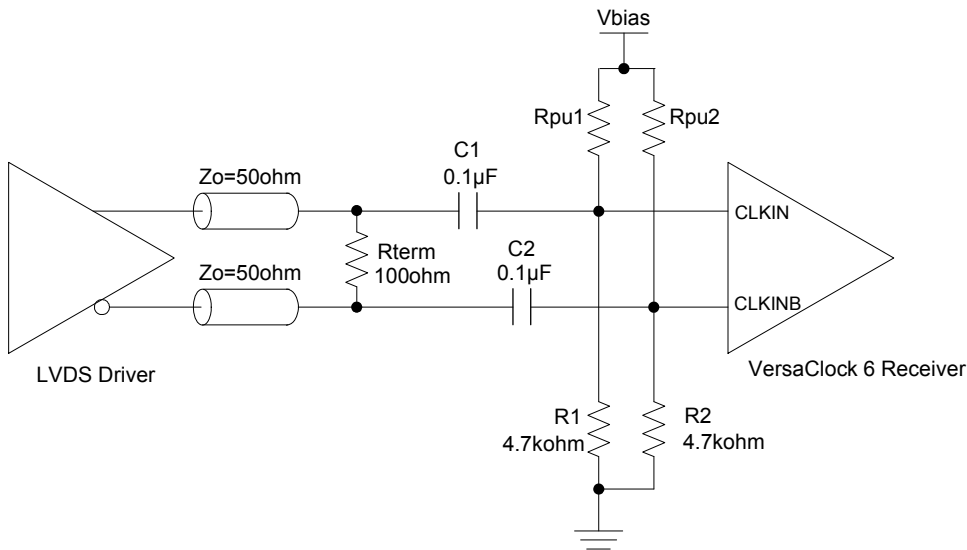 Vbias
Rpu1
Rpu2
C1
0.1µF
Zo=50ohm
CLKIN
Rterm
100ohm
C2
0.1µF
Zo=50ohm
CLKINB
LVDS Driver
VersaClock 6 Receiver
R1
4.7kohm
R2
4.7kohm